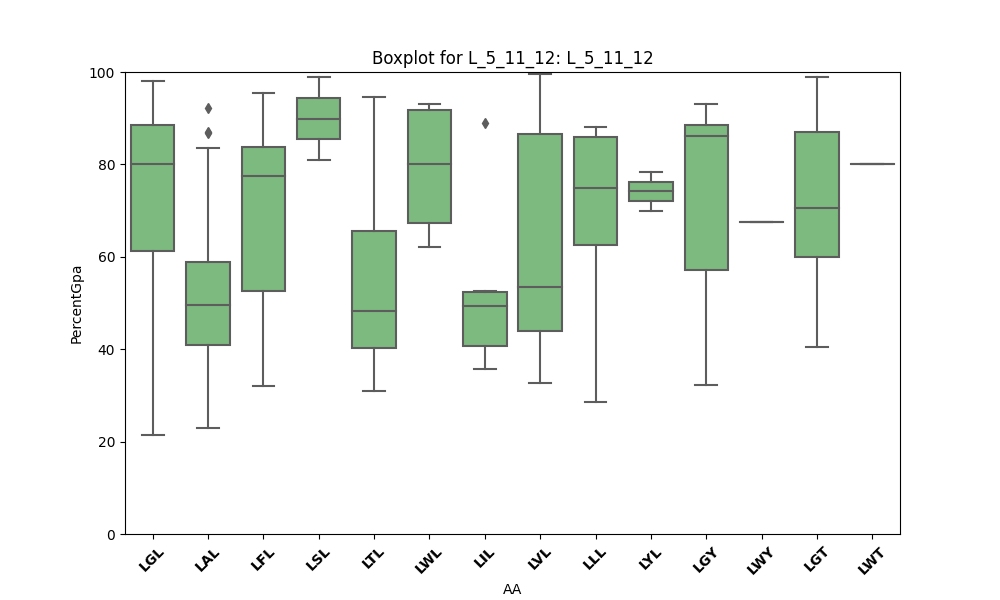 Boxplot for L_5_11_12: L_5_11_12
PercentGpa
100
80
60
40
20
0
LGL LAL LFL LSL LTL LWL LIL LVL LLL LYL LGY LWY LGT LWT
AA